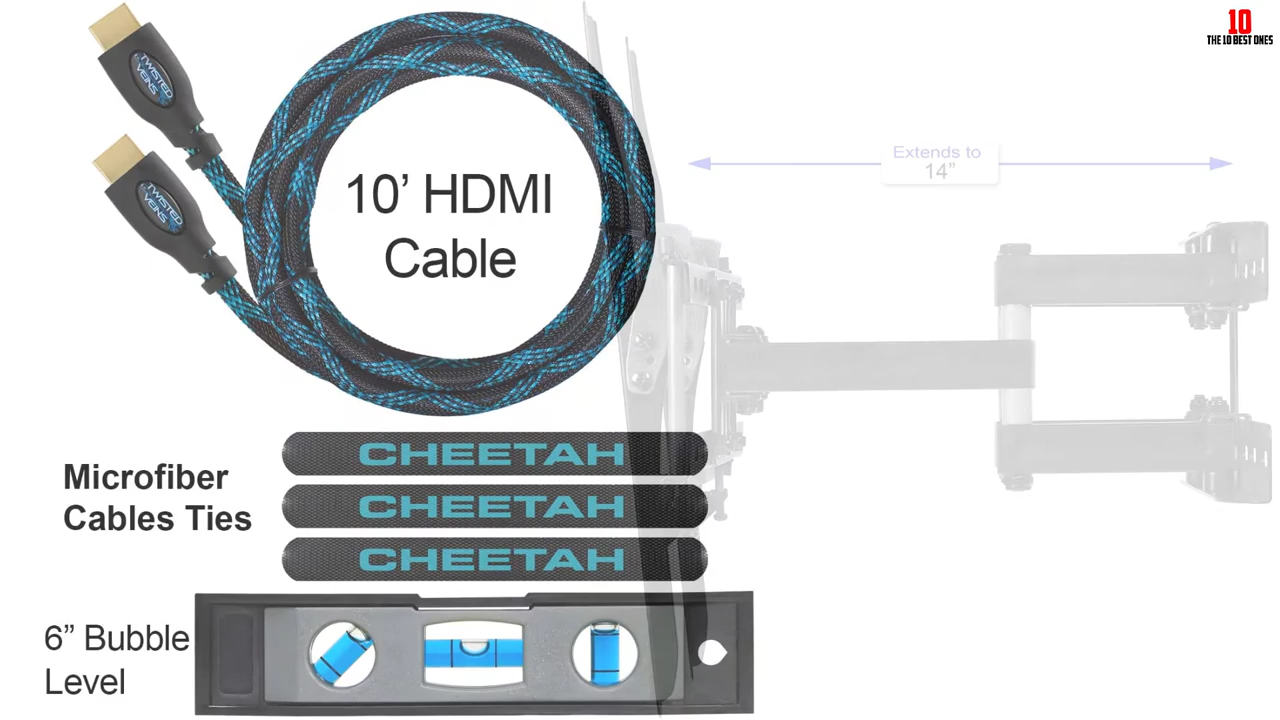 10
THE 10 BEST ONES
TWISTED
VEINS
TWISTED
VEINS
10’ HDMI
Cable
Extends to
14”
Microfiber
Cables Ties
CHEETAH
CHEETAH
CHEETAH
6” Bubble
Level